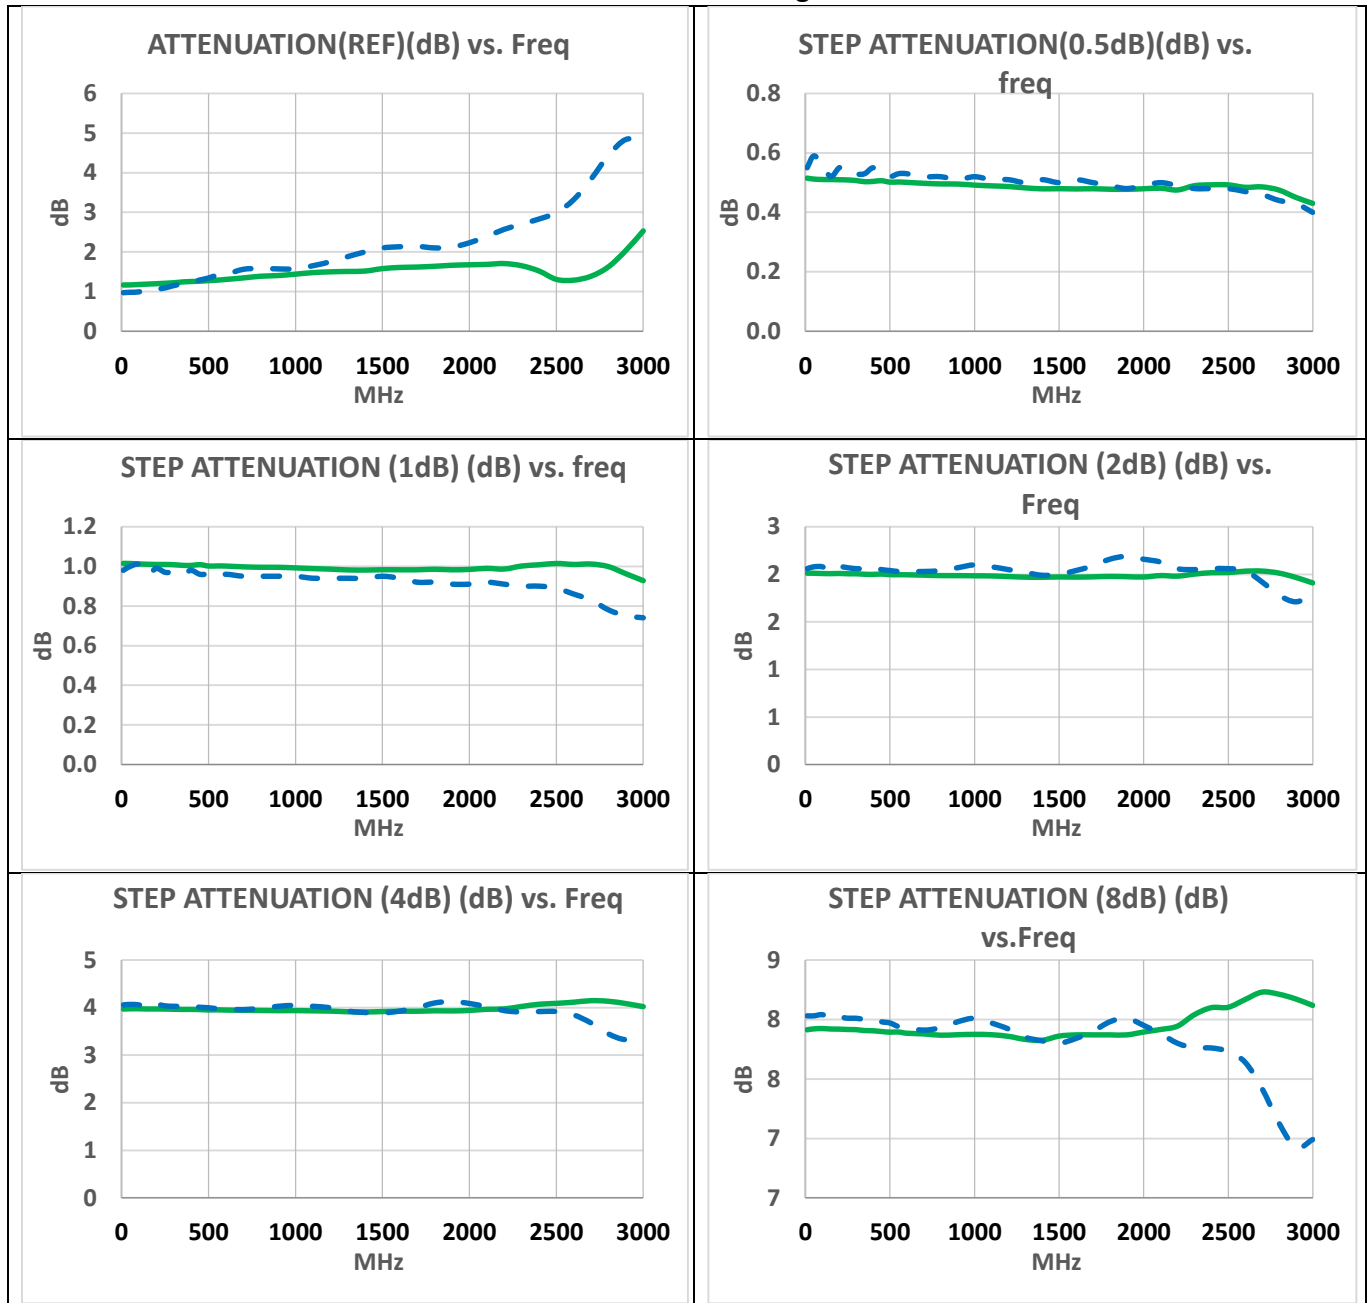 ATTENUATION(REF)(dB) vs. Freq
6
5
4
3
2
1
0
dB
0 500 1000 1500 2000 2500 3000
MHz
STEP ATTENUATION(0.5dB)(dB) vs.
freq
0.8
0.6
0.4
0.2
0.0
dB
0 500 1000 1500 2000 2500 3000
MHz
STEP ATTENUATION (1dB) (dB) vs. freq
1.2
1.0
0.8
0.6
0.4
0.2
0.0
dB
0 500 1000 1500 2000 2500 3000
MHz
STEP ATTENUATION (2dB) (dB) vs.
Freq
3
2
2
1
1
0
dB
0 500 1000 1500 2000 2500 3000
MHz
STEP ATTENUATION (4dB) (dB) vs. Freq
5
4
3
2
1
0
dB
0 500 1000 1500 2000 2500 3000
MHz
STEP ATTENUATION (8dB) (dB)
vs.Freq
9
8
8
7
7
dB
0 500 1000 1500 2000 2500 3000
MHz